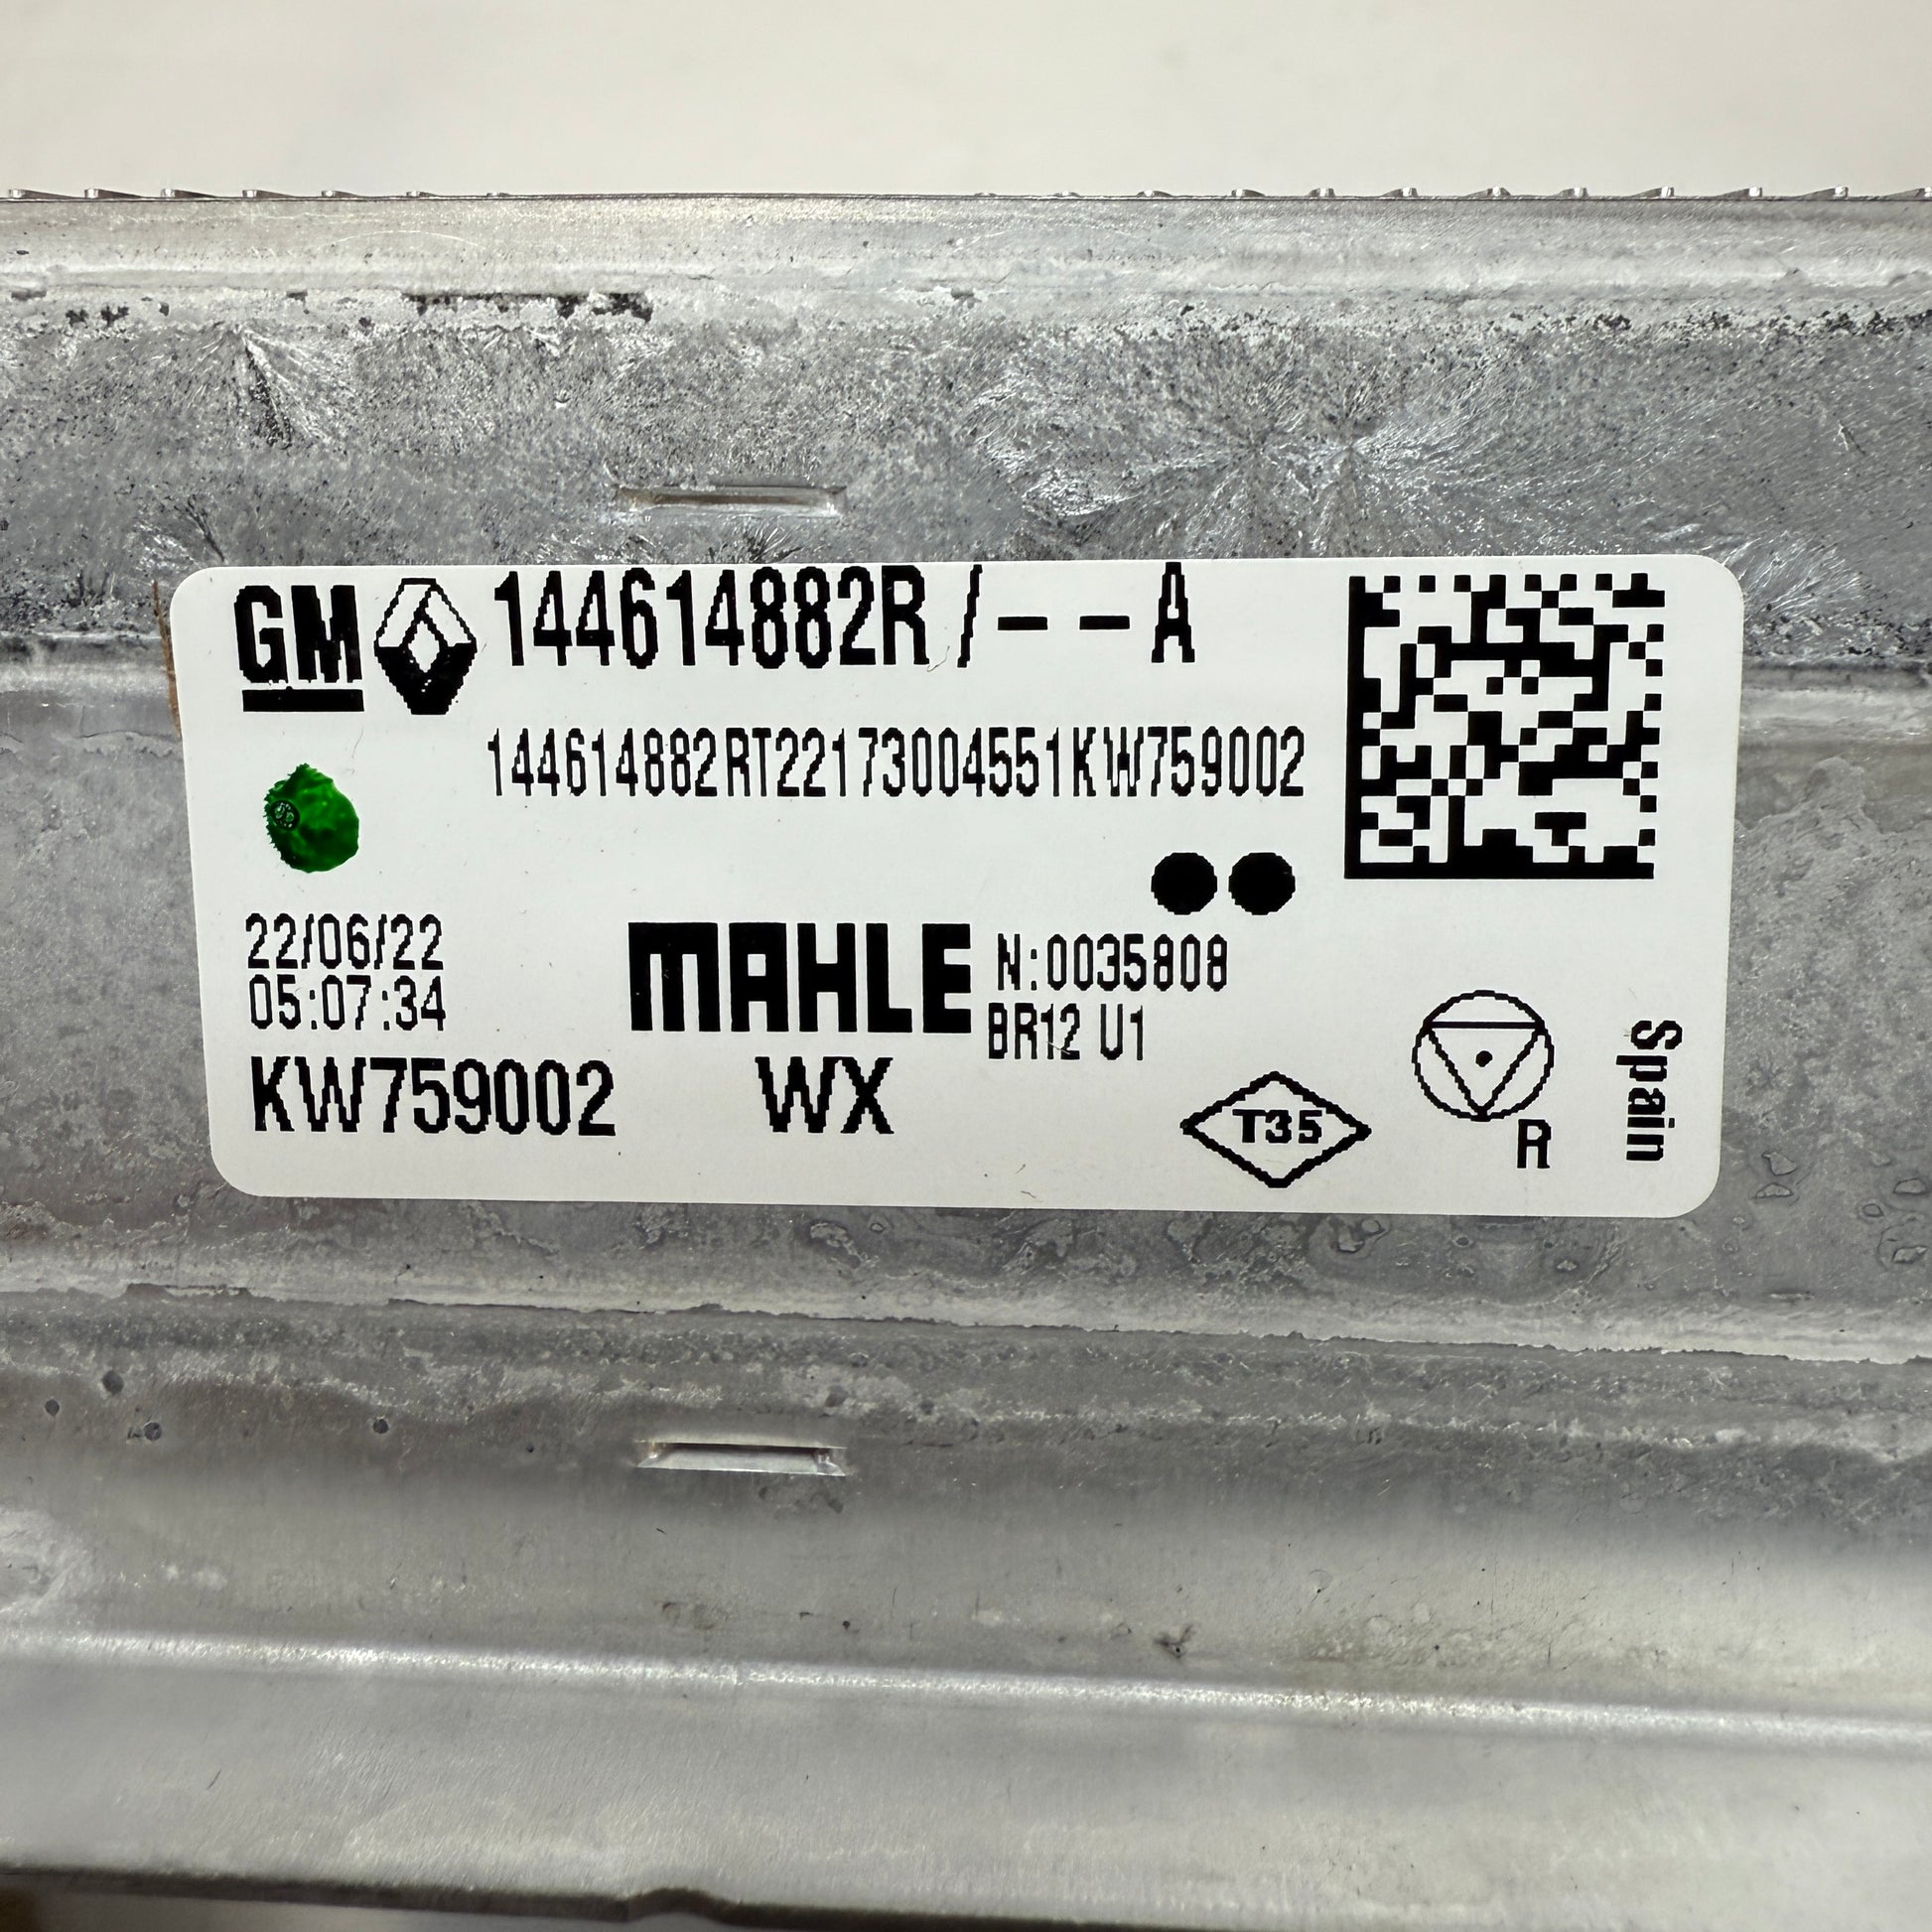 GM 144614882R/--A
144614882RT22173004551KW759002
22/06/22
05:07:34
MAHLE N:0035808
BR12 U1
KW759002 WX
T35
R
Spain